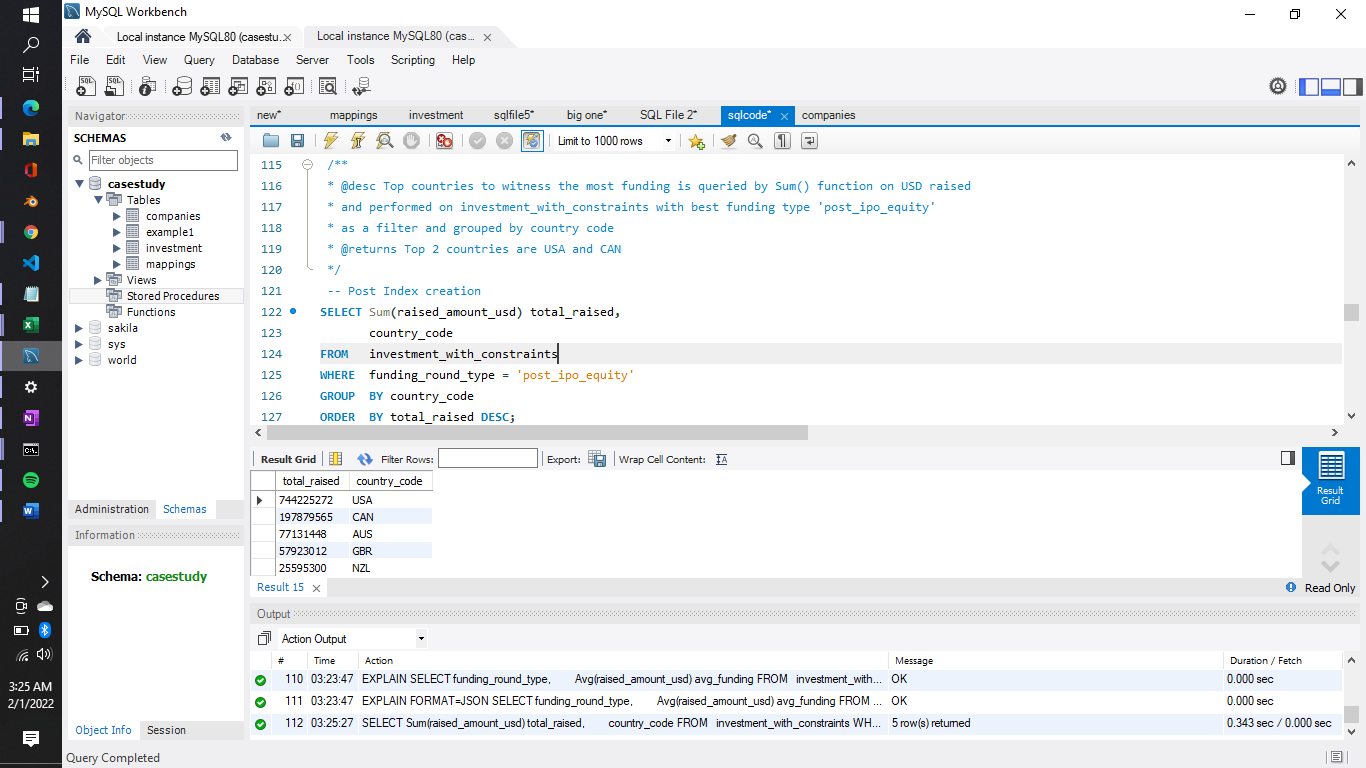 MySQL Workbench
Local instance MySQL80 (casestu... ×
Local instance MySQL80 (cas... ×
File Edit View Query Database Server Tools Scripting Help
Navigator
SCHEMAS
Filter objects
casestudy
Tables
companies
example1
investment
mappings
Views
Stored Procedures
Functions
sakila
sys
world
Administration Schemas
Information
Schema: casestudy
Object Info Session
new* mappings investment sqlfile5* big one* SQL File 2* sqlcode* × companies
Limit to 1000 rows
115 /**
116 * @desc Top countries to witness the most funding is queried by Sum() function on USD raised
117 * and performed on investment_with_constraints with best funding type 'post_ipo_equity'
118 * as a filter and grouped by country code
119 * @returns Top 2 countries are USA and CAN
120 */
121 -- Post Index creation
122 SELECT Sum(raised_amount_usd) total_raised,
123 country_code
124 FROM investment_with_constraints
125 WHERE funding_round_type = 'post_ipo_equity'
126 GROUP BY country_code
127 ORDER BY total_raised DESC;
Result Grid Filter Rows: Export: Wrap Cell Content:
total_raised country_code
744225272 USA
197879565 CAN
77131448 AUS
57923012 GBR
25595300 NZL
Result Grid
Result 15 ×
Read Only
Output
Action Output
# Time Action Message Duration / Fetch
110 03:23:47 EXPLAIN SELECT funding_round_type, Avg(raised_amount_usd) avg_funding FROM investment_with... OK 0.000 sec
111 03:23:47 EXPLAIN FORMAT=JSON SELECT funding_round_type, Avg(raised_amount_usd) avg_funding FROM ... OK 0.000 sec
112 03:25:27 SELECT Sum(raised_amount_usd) total_raised, country_code FROM investment_with_constraints WH... 5 row(s) returned 0.343 sec / 0.000 sec
Query Completed
3:25 AM
2/1/2022